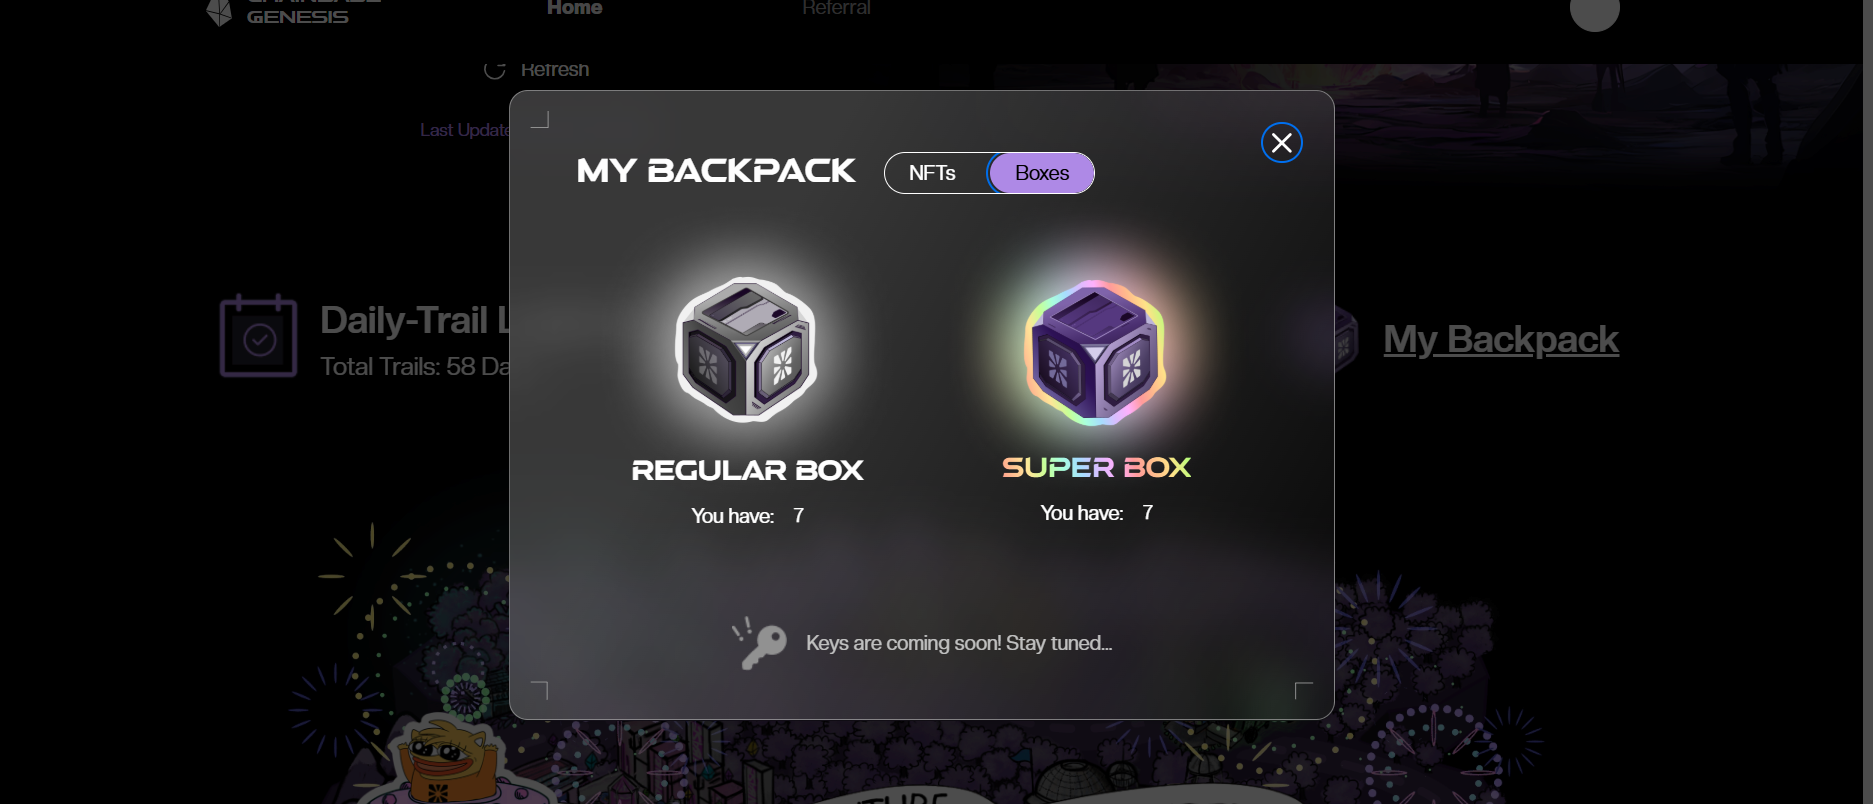 GENESIS
Home
Referral
Refresh
Last Update
MY BACKPACK
NFTs
Boxes
Daily-Trail L
Total Trails: 58 Da
My Backpack
REGULAR BOX
SUPER BOX
You have: 7
You have: 7
Keys are coming soon! Stay tuned...